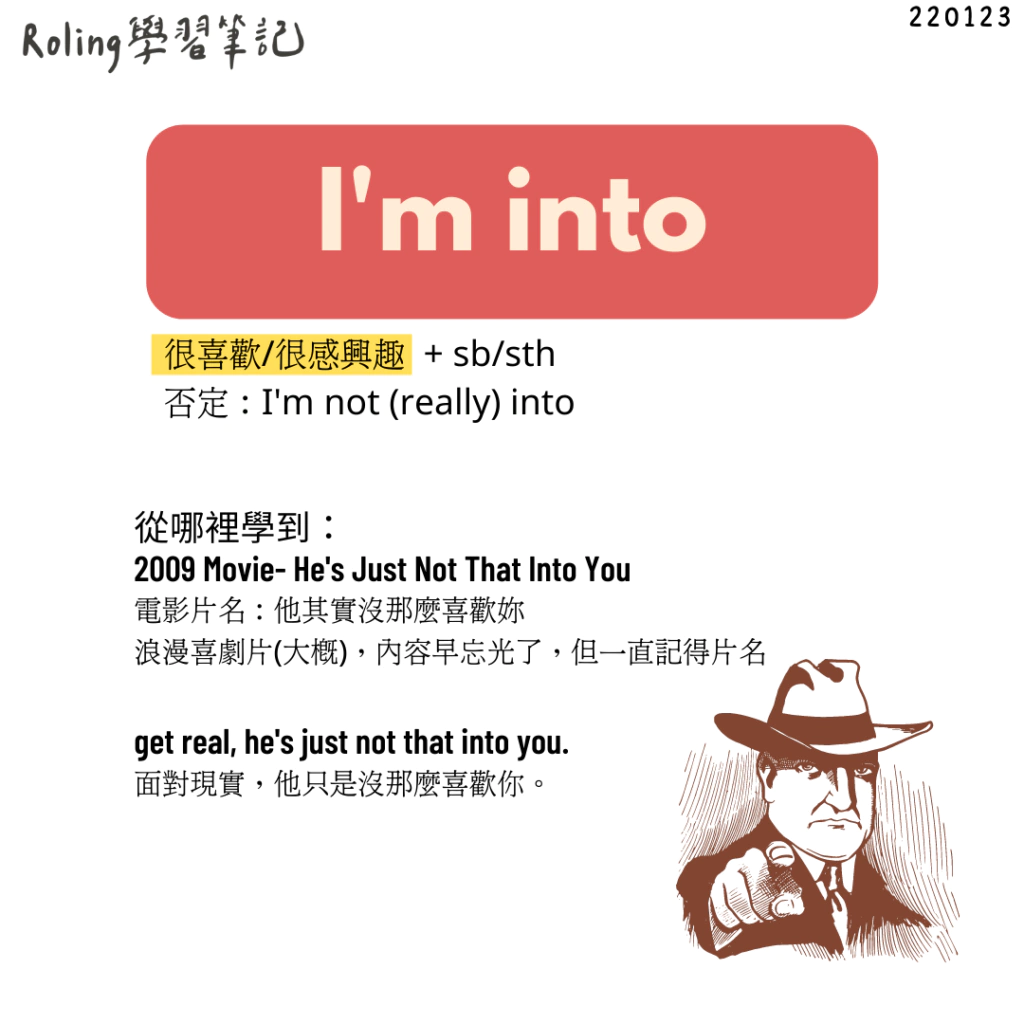 Roling學習筆記
220123
I'm into
很喜歡/很感興趣 + sb/sth
否定：I'm not (really) into
從哪裡學到：
2009 Movie- He's Just Not That Into You
電影片名：他其實沒那麼喜歡妳
浪漫喜劇片(大概)，內容早忘光了，但一直記得片名
get real, he's just not that into you.
面對現實，他只是沒那麼喜歡你。